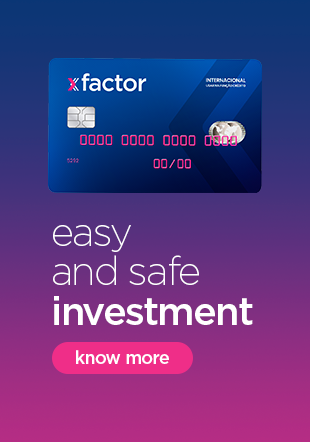 xfactor
INTERNACIONAL
0000 0000 0000 0000
00/00
easy
and safe
investment
know more